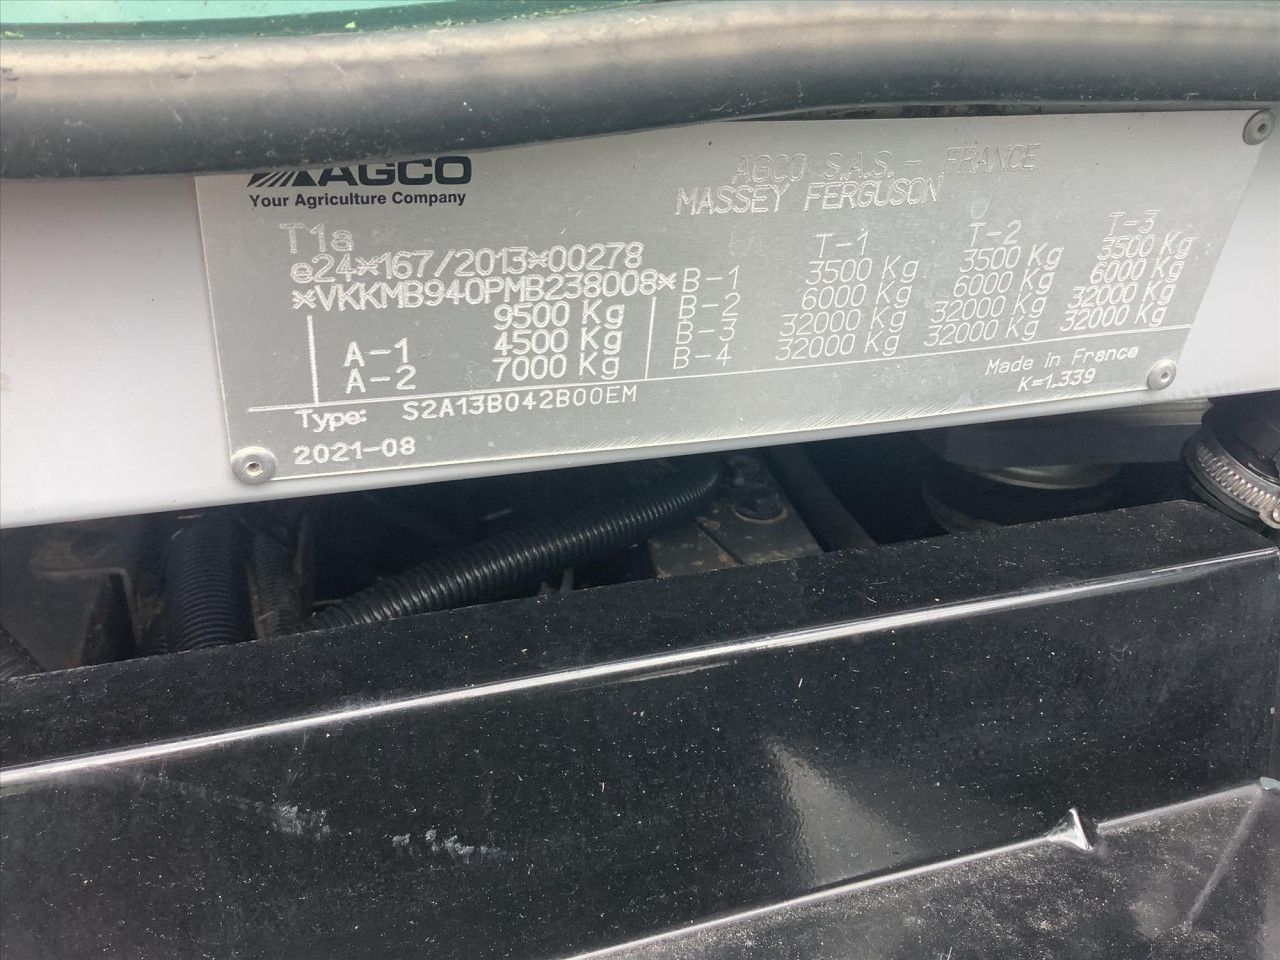 AGCO
Your Agriculture Company
AGCO S.A.S. - FRANCE
MASSEY FERGUSON
T1a
e24*167/2013*00278
*VKKMB940PMB238008*
9500 Kg
A-1 4500 Kg
A-2 7000 Kg
T-1 T-2 T-3
B-1 3500 Kg 3500 Kg 3500 Kg
B-2 6000 Kg 6000 Kg 6000 Kg
B-3 32000 Kg 32000 Kg 32000 Kg
B-4 32000 Kg 32000 Kg 32000 Kg
Type: S2A13B042B00EM
Made in France
K=1.339
2021-08